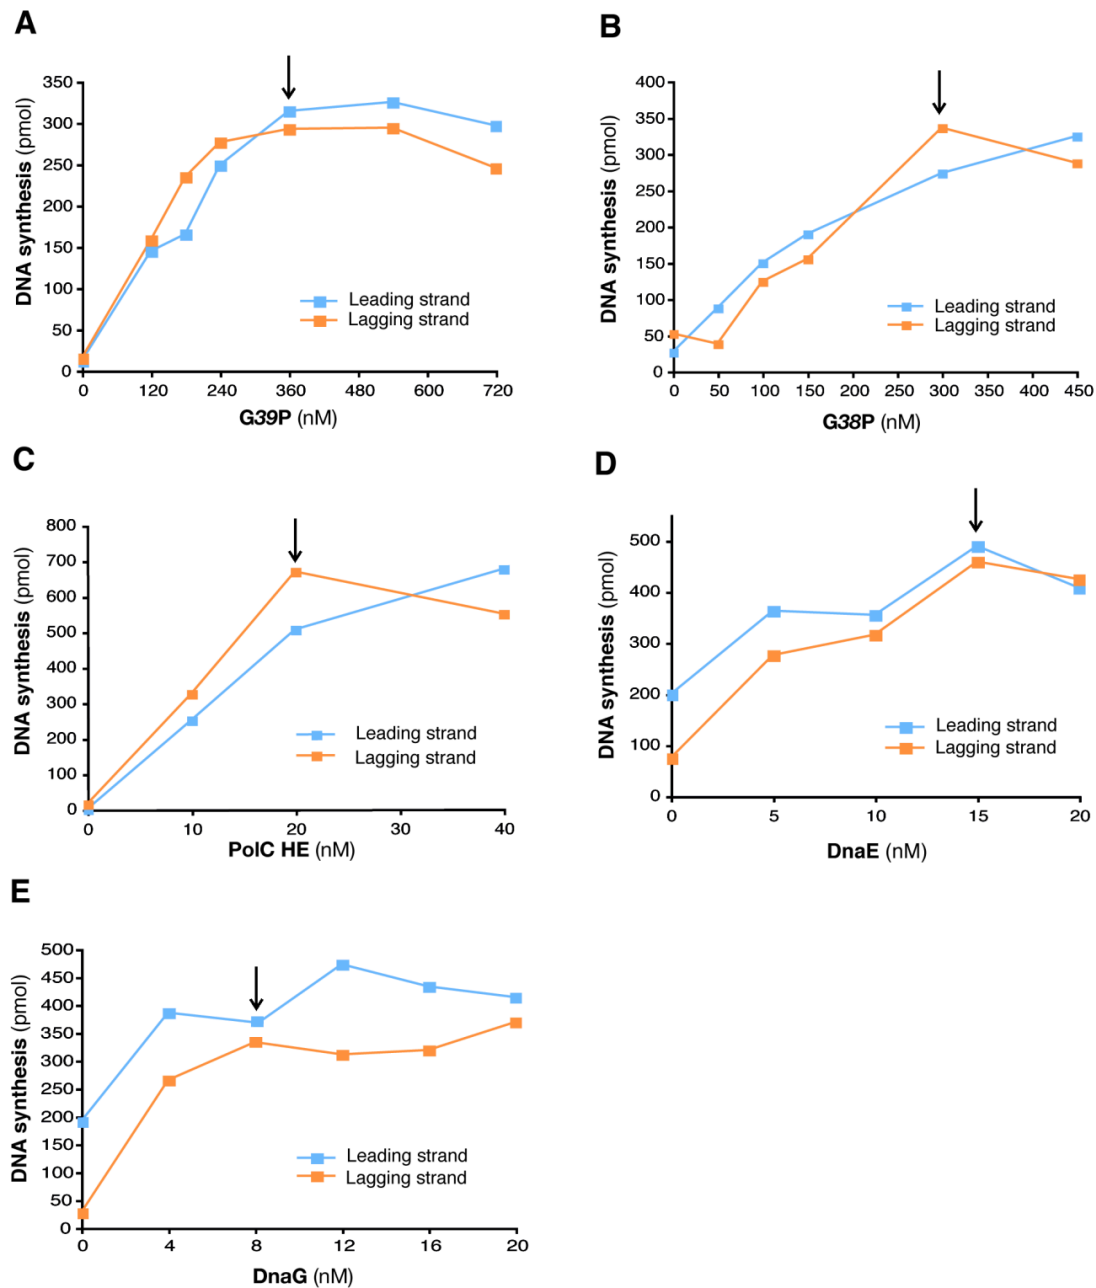 A
DNA synthesis (pmol)
350
300
250
200
150
100
50
0
0 120 240 360 480 600 720
G39P (nM)
Leading strand
Lagging strand
B
DNA synthesis (pmol)
400
350
300
250
200
150
100
50
0
0 50 100 150 200 250 300 350 400 450
G38P (nM)
Leading strand
Lagging strand
C
DNA synthesis (pmol)
800
700
600
500
400
300
200
100
0
0 10 20 30 40
PolC HE (nM)
Leading strand
Lagging strand
D
DNA synthesis (pmol)
500
400
300
200
100
0
0 5 10 15 20
DnaE (nM)
Leading strand
Lagging strand
E
DNA synthesis (pmol)
500
450
400
350
300
250
200
150
100
50
0
0 4 8 12 16 20
DnaG (nM)
Leading strand
Lagging strand